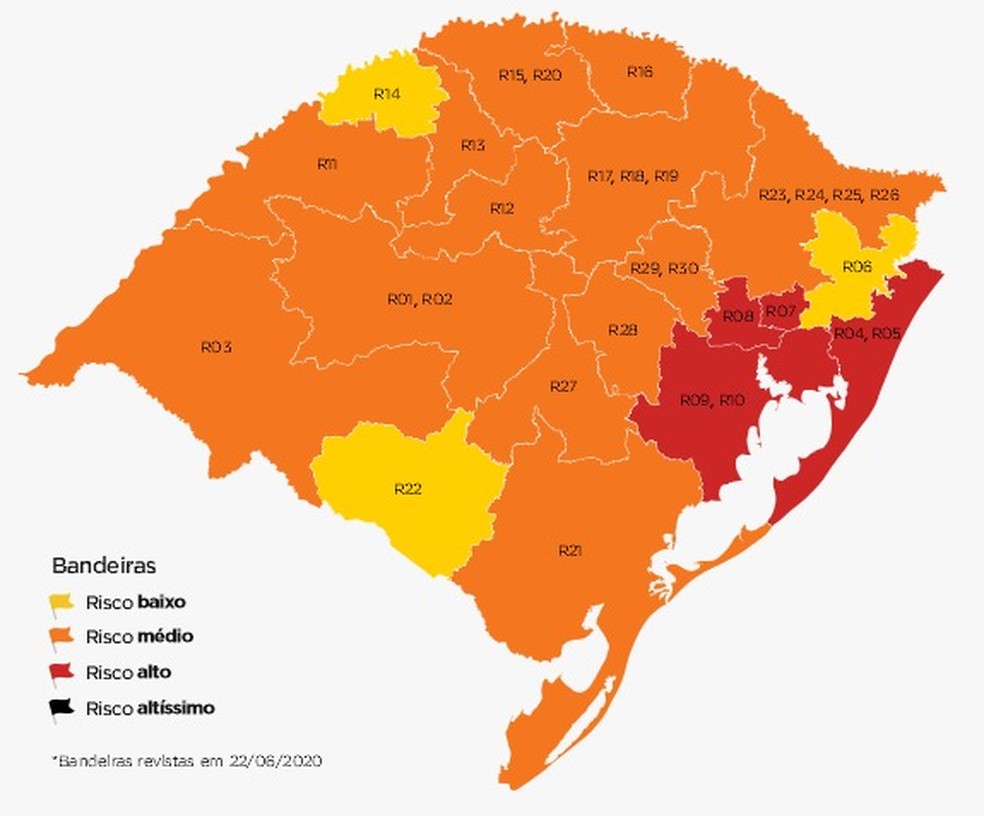 R15, R20
R16
R14
R13
R11
R17, R18, R19
R23, R24, R25, R26
R12
R29, R30
R06
R01, R02
R08
R07
R28
R04, R05
R03
R27
R09, R10
R22
R21
Bandeiras
Risco baixo
Risco médio
Risco alto
Risco altíssimo
*Bandeiras revistas em 22/06/2020